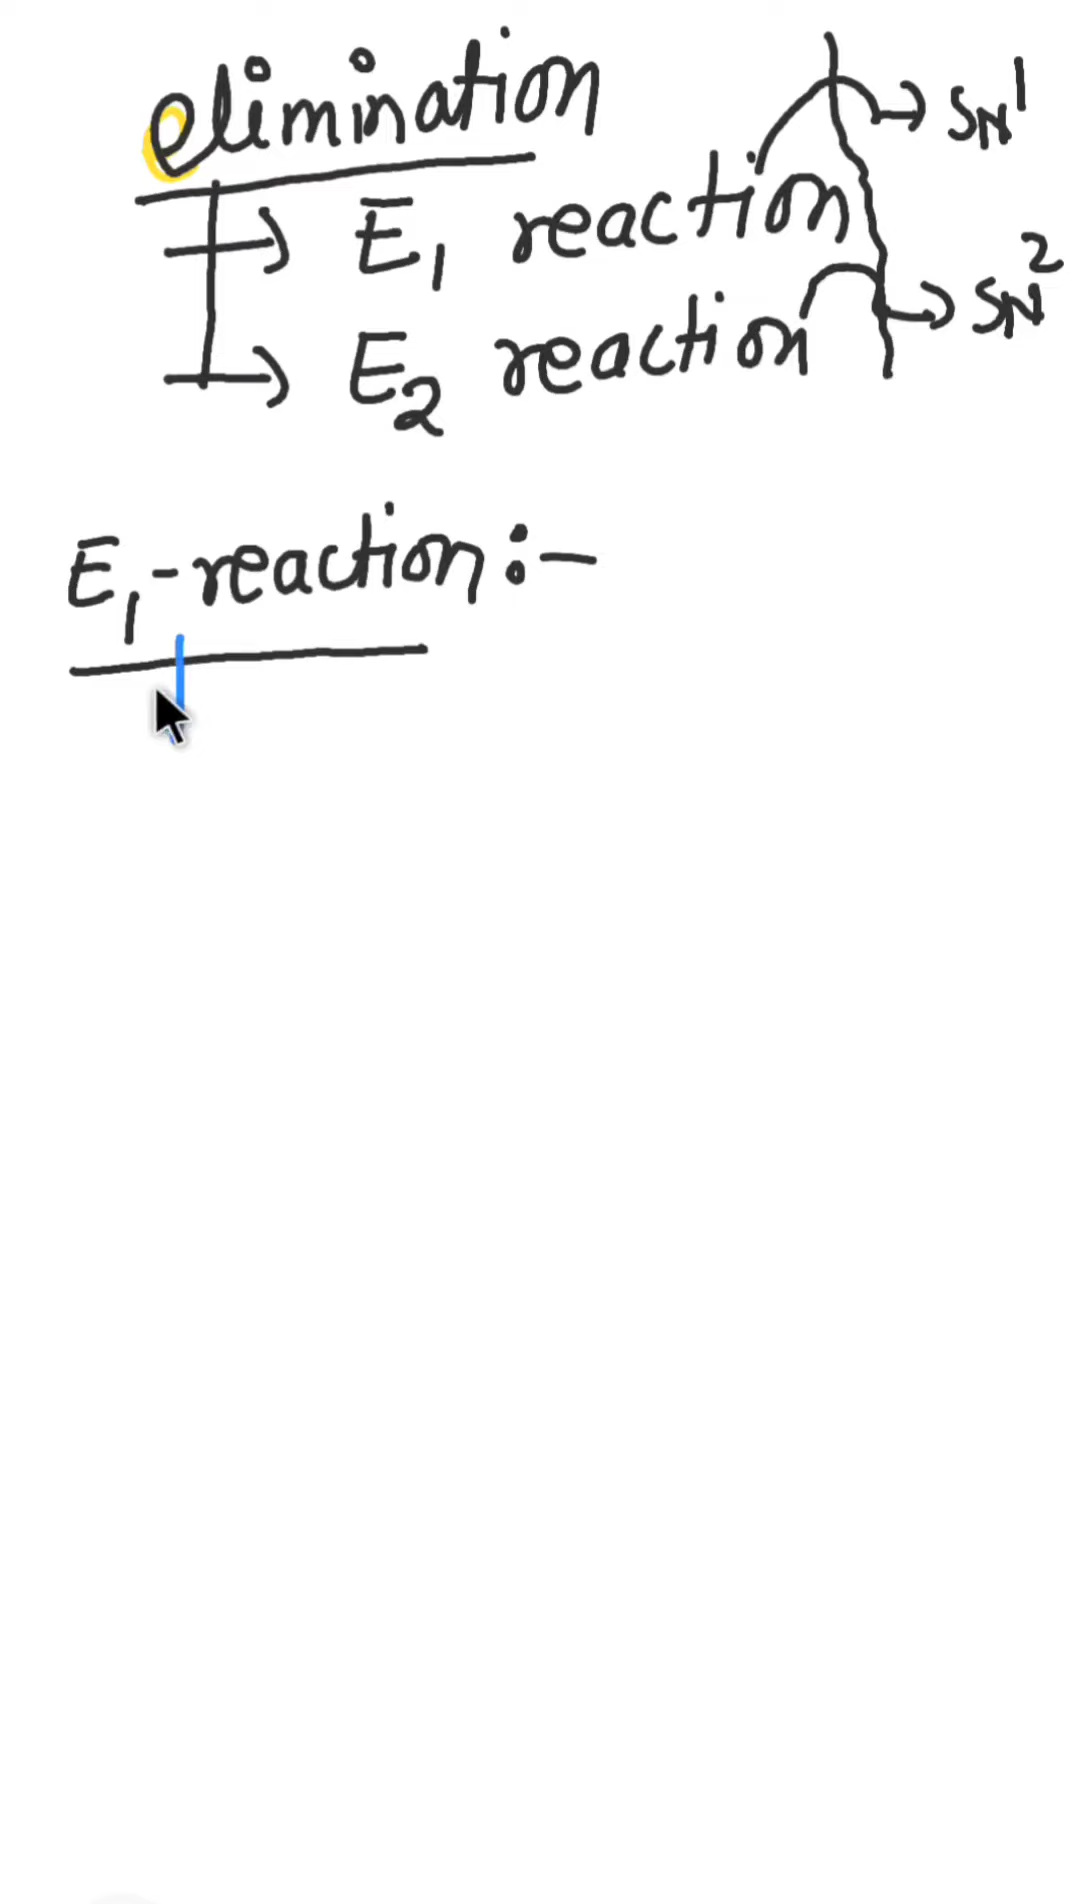 elimination
→ E1 reaction → SN1
→ E2 reaction → SN2
E1-reaction :-